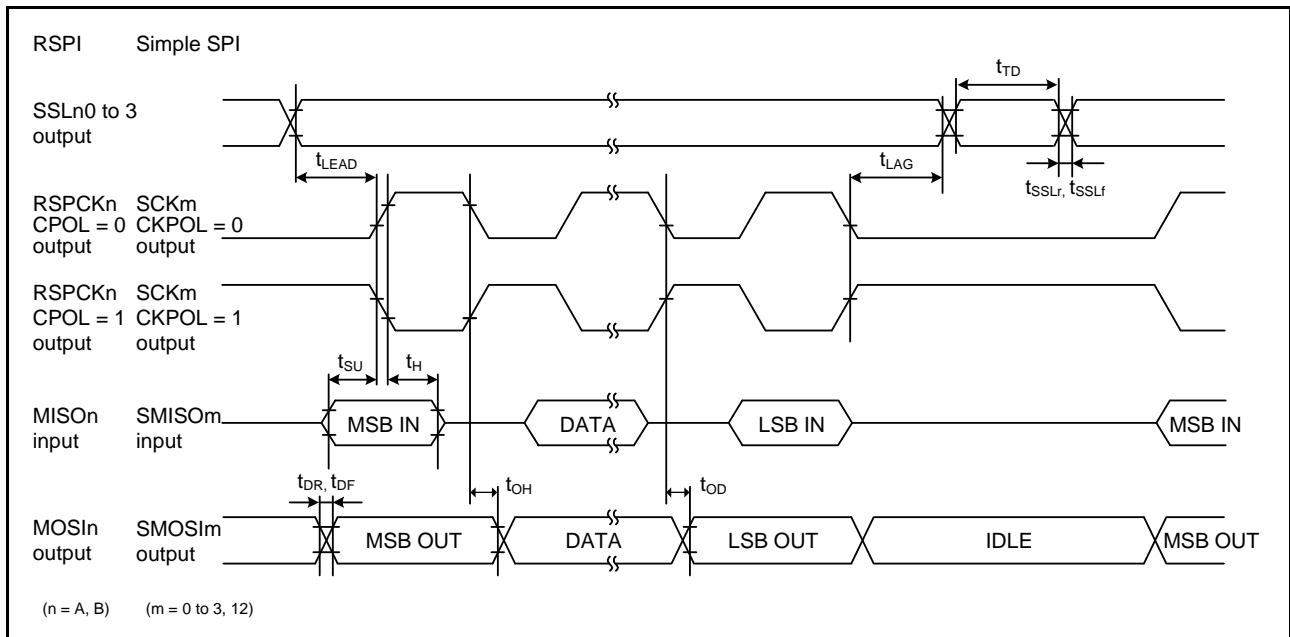 RSPI Simple SPI
tTD
SSLn0 to 3
output
tLEAD
tLAG
tSSLr, tSSLf
RSPCKn SCKm
CPOL = 0 CKPOL = 0
output output
RSPCKn SCKm
CPOL = 1 CKPOL = 1
output output
tSU tH
MISOn SMISOm
input input
MSB IN DATA LSB IN MSB IN
tDR, tDF tOH tOD
MOSIn SMOSIm
output output
MSB OUT DATA LSB OUT IDLE MSB OUT
(n = A, B) (m = 0 to 3, 12)